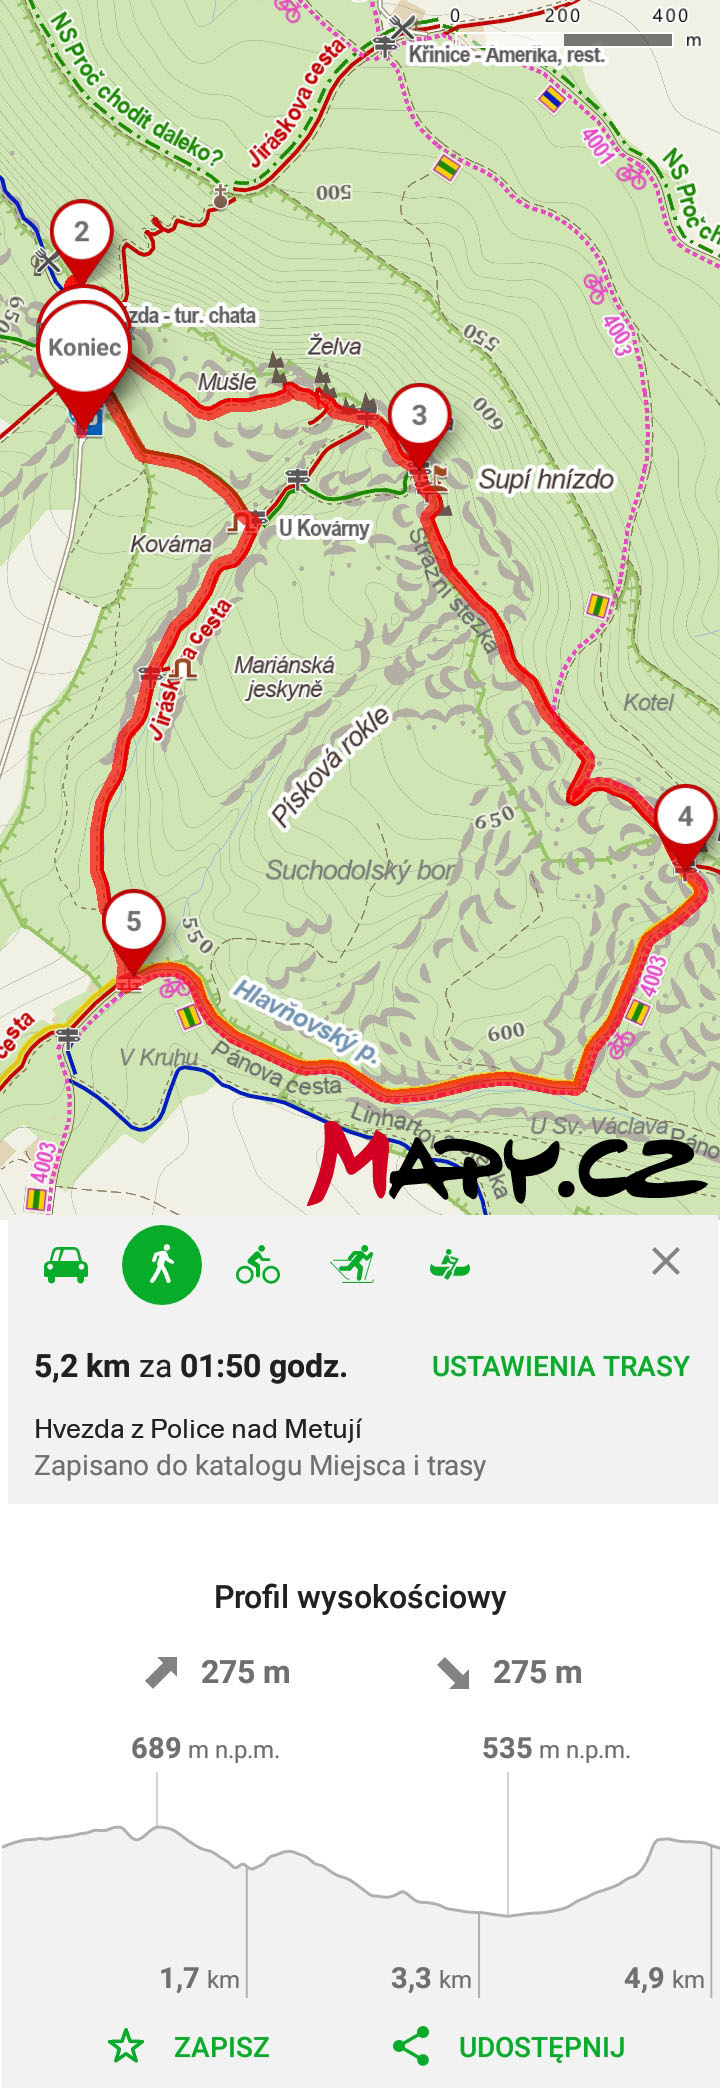 0 200 400
m
Křinice - Amerika, rest.
NS Proč chodit daleko?
Jiráskova cesta
4001
NS Proč ch
500
2
650
zda - tur. chata
4003
Koniec
Želva
550
Mušle
3
600
Supí hnízdo
U Kovárny
Kovárna
Strážní stezka
Jirásk a cesta
Mariánská
jeskyně
Kotel
Písková rokle
650
4
Suchodolský bor
5
550
4003
Hlavňovský p.
cesta
600
V Kruhu
Pánova cesta
U Sv. Václava
4003
MAPY.CZ
5,2 km za 01:50 godz.
USTAWIENIA TRASY
Hvezda z Police nad Metují
Zapisano do katalogu Miejsca i trasy
Profil wysokościowy
275 m 275 m
689 m n.p.m. 535 m n.p.m.
1,7 km 3,3 km 4,9 km
ZAPISZ UDOSTĘPNIJ